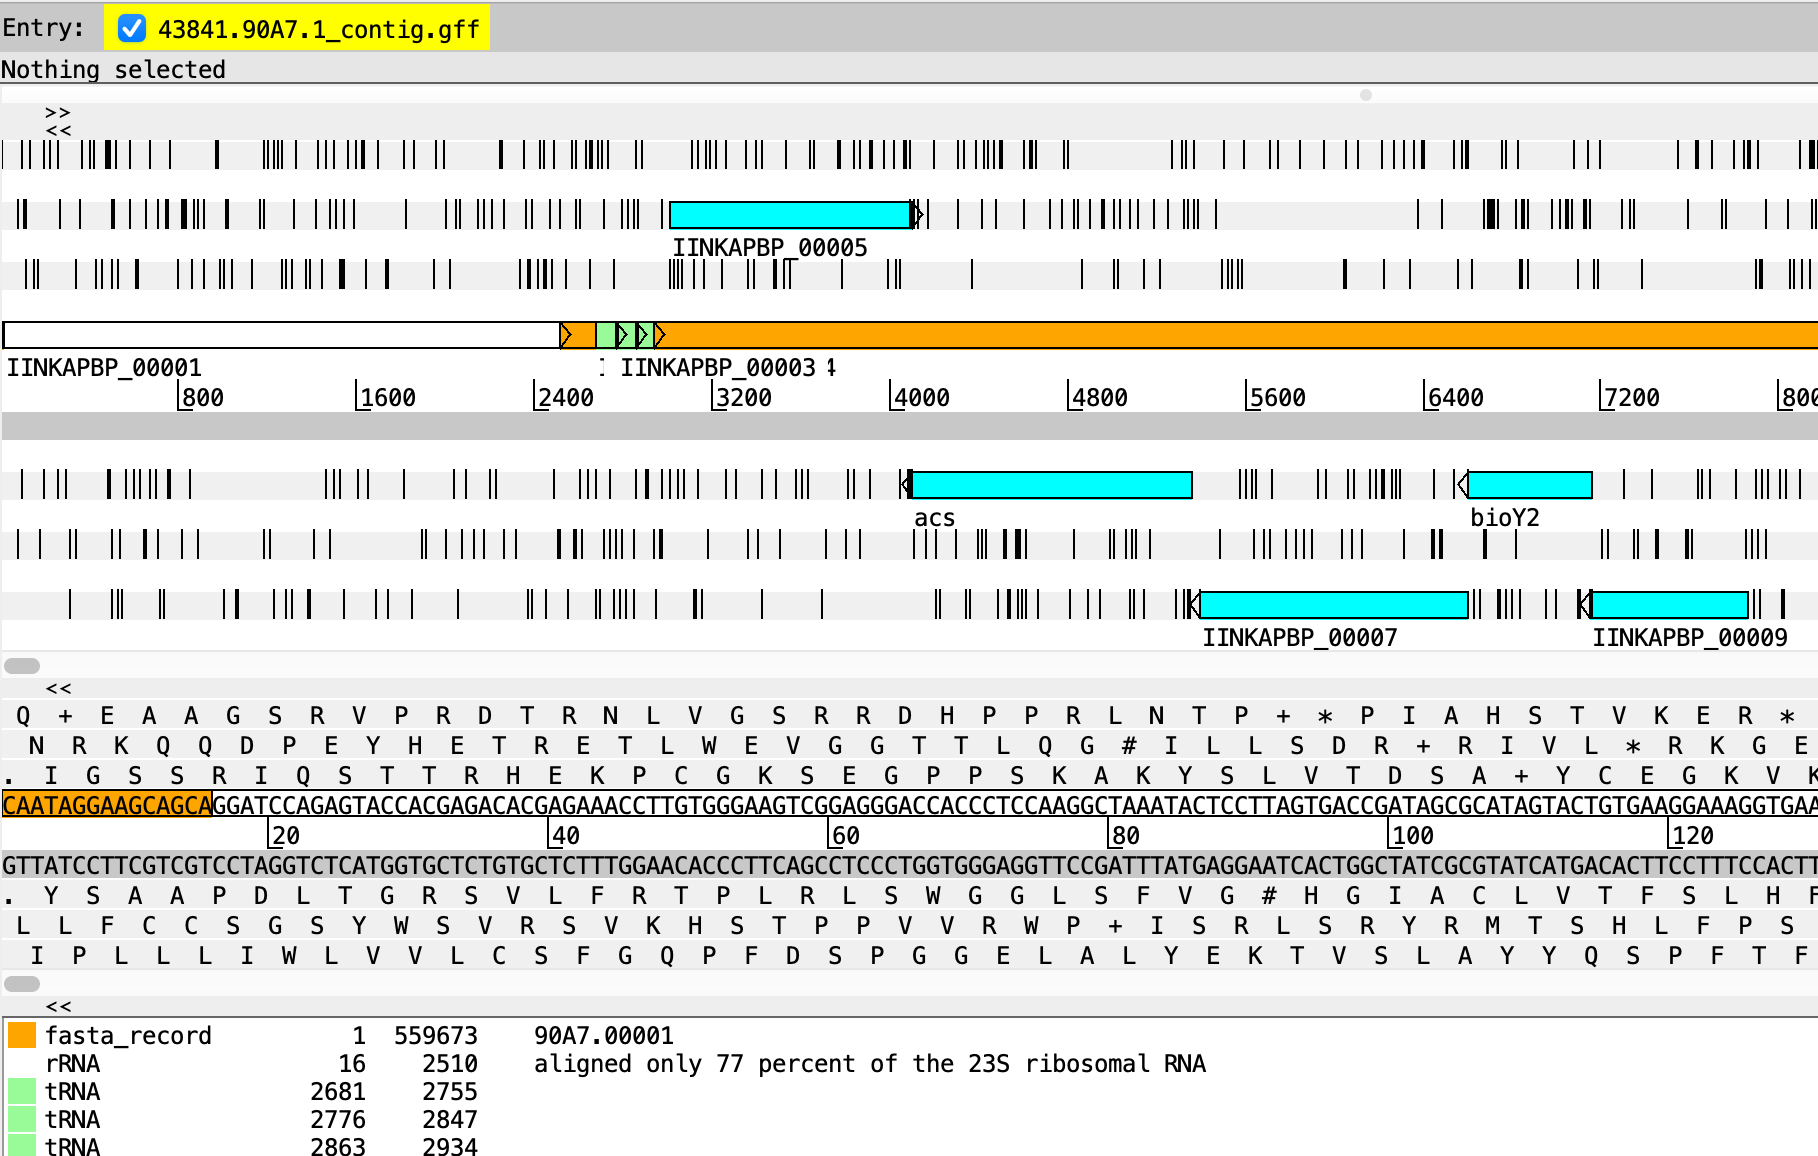 Entry: 43841.90A7.1_contig.gff
Nothing selected
>>
<<
IINKAPBP_00005
IINKAPBP_00001 IINKAPBP_00003 4
800 1600 2400 3200 4000 4800 5600 6400 7200 800
acs bioY2
IINKAPBP_00007 IINKAPBP_00009
<<
Q + E A A G S R V P R D T R N L V G S R R D H P P R L N T P + * P I A H S T V K E R *
N R K Q Q D P E Y H E T R E T L W E V G G T T L Q G # I L L S D R + R I V L * R K G E
. I G S S R I Q S T T R H E K P C G K S E G P P S K A K Y S L V T D S A + Y C E G K V K
CAATAGGAAGCAGCAGGATCCAGAGTACCACGAGACACGAGAAACCTTGTGGGAAGTCGGAGGGACCACCCTCCAAGGCTAAATACTCCTTAGTGACCGATAGCGCATAGTACTGTGAAGGAAAGGTGAA
20 40 60 80 100 120
GTTATCCTTCGTCGTCCTAGGTCTCATGGTGCTCTGTGCTCTTTGGAACACCCTTCAGCCTCCCTGGTGGGAGGTTCCGATTTATGAGGAATCACTGGCTATCGCGTATCATGACACTTCCTTTCCACTT
. Y S A A P D L T G R S V L F R T P L R L S W G G L S F V G # H G I A C L V T F S L H F
L L F C C S G S Y W S V R S V K H S T P P V V R W P + I S R L S R Y R M T S H L F P S
I P L L L I W L V V L C S F G Q P F D S P G G E L A L Y E K T V S L A Y Y Q S P F T F
<<
fasta_record 1 559673 90A7.00001
rRNA 16 2510 aligned only 77 percent of the 23S ribosomal RNA
tRNA 2681 2755
tRNA 2776 2847
tRNA 2863 2934